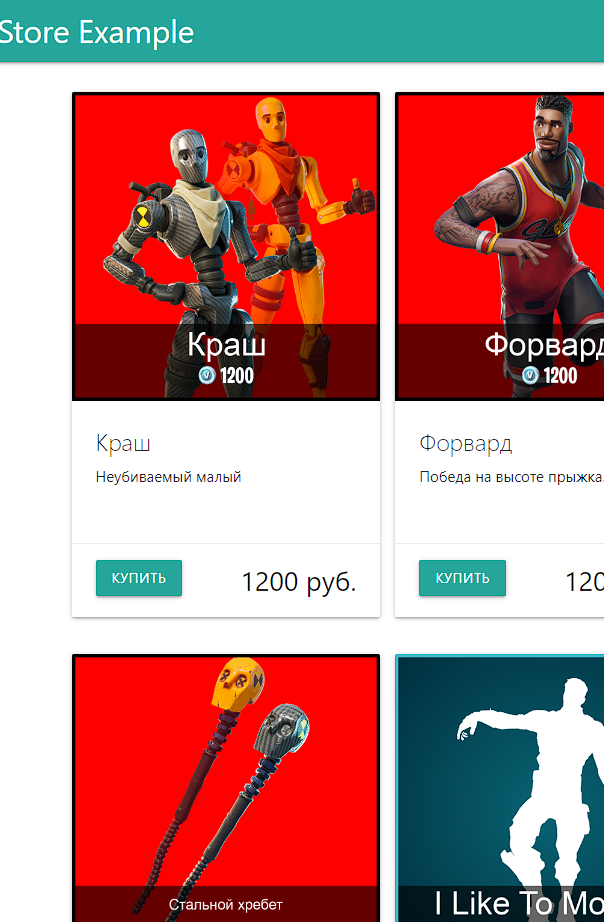 Store Example
Краш
1200
Форвард
1200
Краш
Неубиваемый малый
Форвард
Победа на высоте прыжка.
КУПИТЬ
1200 руб.
КУПИТЬ
120
Стальной хребет
I Like To Mo